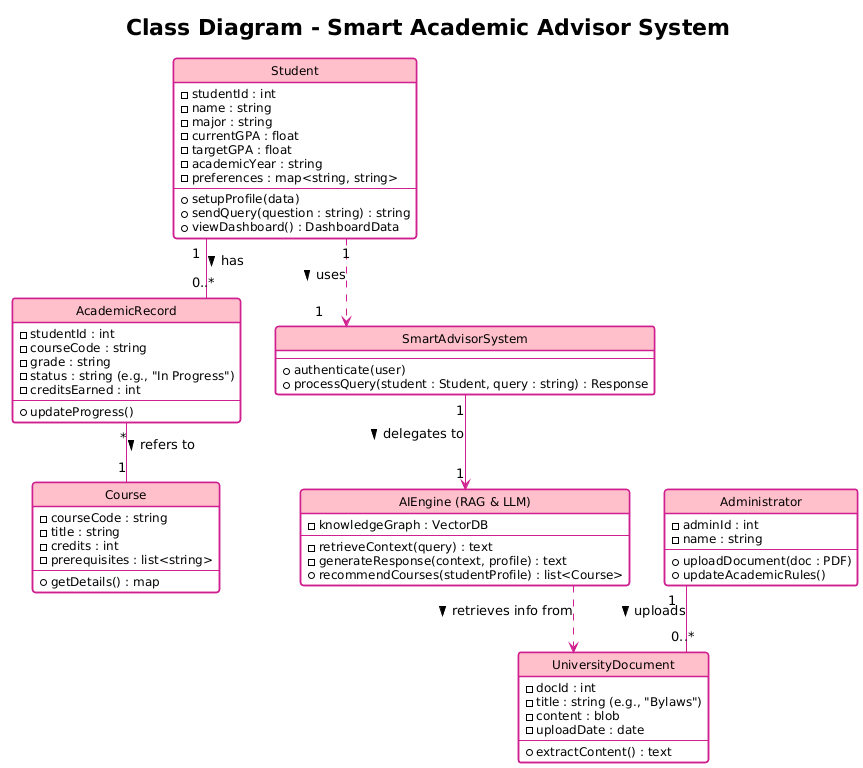 Class Diagram - Smart Academic Advisor System
Student
studentId : int
name : string
major : string
currentGPA : float
targetGPA : float
academicYear : string
preferences : map<string, string>
setupProfile(data)
sendQuery(question : string) : string
viewDashboard() : DashboardData
1
has
0..*
1
uses
1
AcademicRecord
studentId : int
courseCode : string
grade : string
status : string (e.g., "In Progress")
creditsEarned : int
updateProgress()
SmartAdvisorSystem
authenticate(user)
processQuery(student : Student, query : string) : Response
*
refers to
1
1
delegates to
1
Course
courseCode : string
title : string
credits : int
prerequisites : list<string>
getDetails() : map
AIEngine (RAG & LLM)
knowledgeGraph : VectorDB
retrieveContext(query) : text
generateResponse(context, profile) : text
recommendCourses(studentProfile) : list<Course>
Administrator
adminId : int
name : string
uploadDocument(doc : PDF)
updateAcademicRules()
retrieves info from
1
uploads
0..*
UniversityDocument
docId : int
title : string (e.g., "Bylaws")
content : blob
uploadDate : date
extractContent() : text